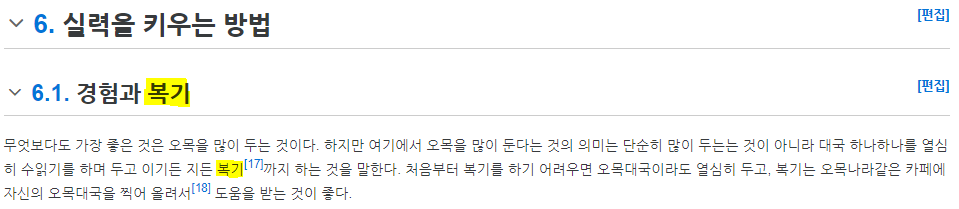 6. 실력을 키우는 방법
[편집]
6.1. 경험과 복기
[편집]
무엇보다도 가장 좋은 것은 오목을 많이 두는 것이다. 하지만 여기에서 오목을 많이 둔다는 것의 의미는 단순히 많이 두는는 것이 아니라 대국 하나하나를 열심
히 수읽기를 하며 두고 이기든 지든 복기[17]까지 하는 것을 말한다. 처음부터 복기를 하기 어려우면 오목대국이라도 열심히 두고, 복기는 오목나라같은 카페에
자신의 오목대국을 찍어 올려서[18] 도움을 받는 것이 좋다.